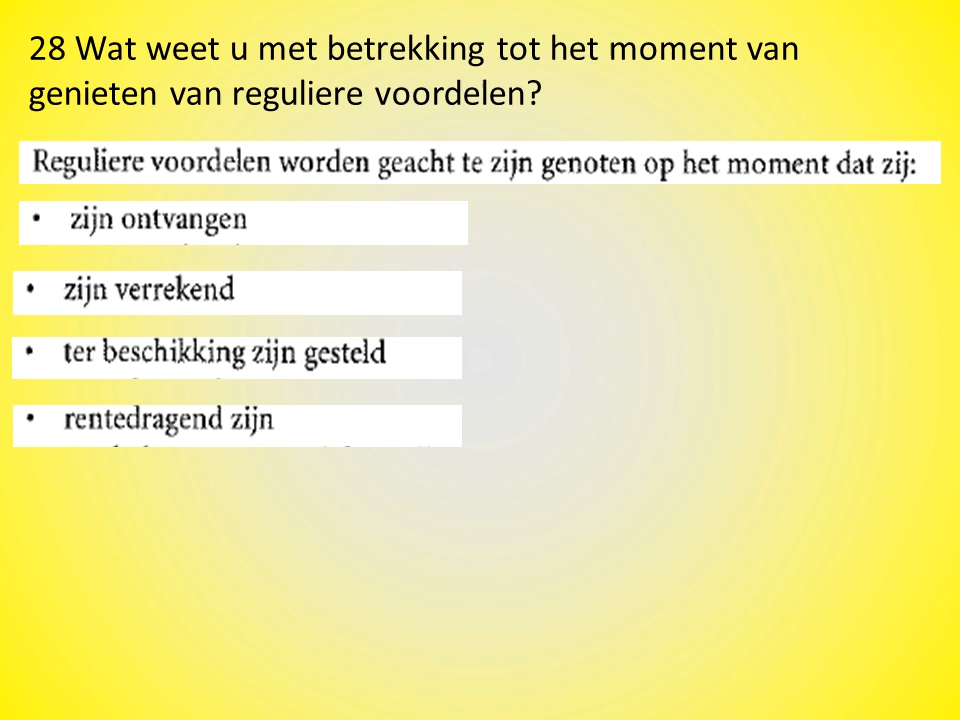 28 Wat weet u met betrekking tot het moment van
genieten van reguliere voordelen?
Reguliere voordelen worden geacht te zijn genoten op het moment dat zij:
• zijn ontvangen
• zijn verrekend
• ter beschikking zijn gesteld
• rentedragend zijn